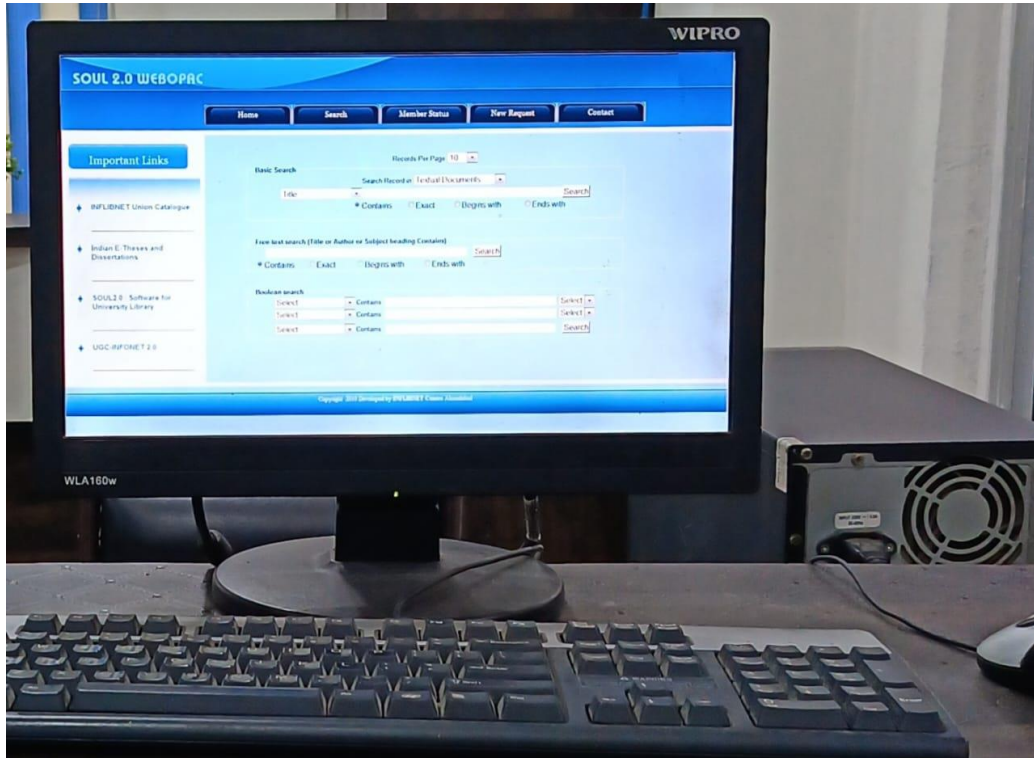 WIPRO
SOUL 2.0 WEBOPAC
Home Search Member Status New Request Contact
Important Links
INFLIBNET Union Catalogue
Indian E-Theses and
Dissertations
SOUL2.0 : Software for
University Library
UGC-INFONET 2.0
Records Per Page 10
Basic Search
Search Record in Textual Documents
Title Search
Contains Exact Begins with Ends with
Free text search (Title or Author or Subject heading Contains)
Search
Contains Exact Begins with Ends with
Boolean search
Select Contains Select
Select Contains Select
Select Contains Search
Developed by INFLIBNET Centre
WLA160w